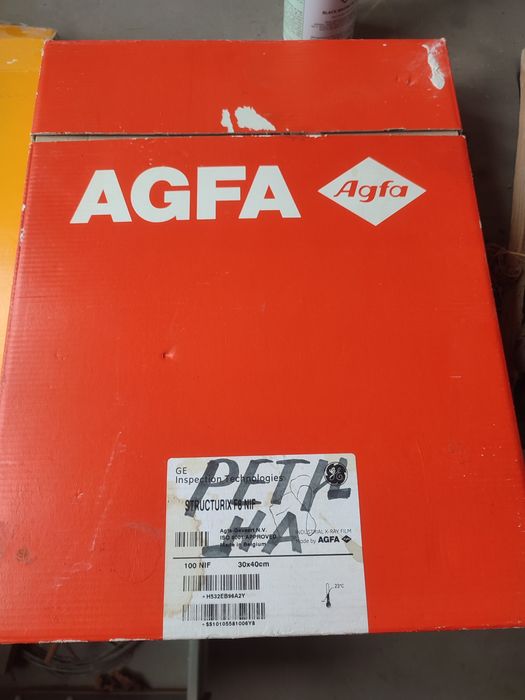 BLACK
AGFA
Agfa
GE
Inspection Technologies
STRUCTURIX F8 NIF
Agfa-Gevaert N.V.
ISO 9001 APPROVED
Made in Belgium
INDUSTRIAL X-RAY FILM
made by AGFA
100 NIF 30x40cm
23°C
H532EB96A2Y